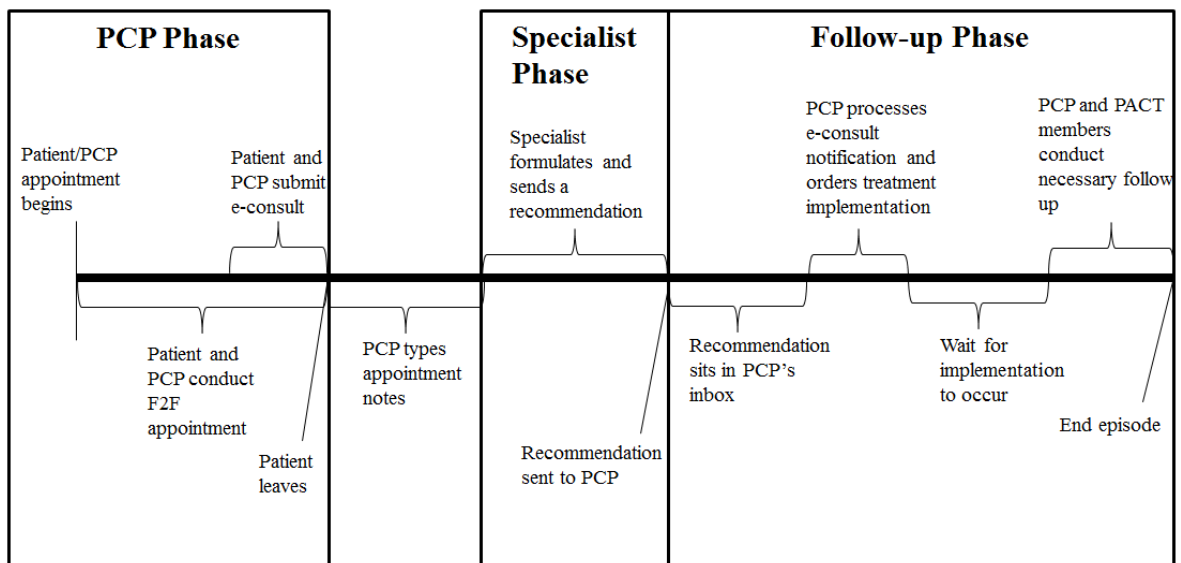 PCP Phase
Specialist
Phase
Follow-up Phase
Patient/PCP
appointment
begins
Patient and
PCP submit
e-consult
Specialist
formulates and
sends a
recommendation
PCP processes
e-consult
notification and
orders treatment
implementation
PCP and PACT
members
conduct
necessary follow
up
Patient and
PCP conduct
F2F
appointment
Patient
leaves
PCP types
appointment
notes
Recommendation
sent to PCP
Recommendation
sits in PCP's
inbox
Wait for
implementation
to occur
End episode